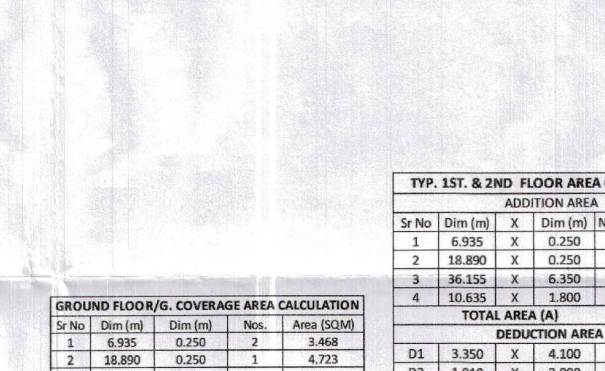 TYP. 1ST. & 2ND FLOOR AREA
ADDITION AREA
Sr No Dim (m) X Dim (m) N
1 6.935 X 0.250
2 18.890 X 0.250
3 36.155 X 6.350
4 10.635 X 1.800
TOTAL AREA (A)
DEDUCTION AREA
D1 3.350 X 4.100
GROUND FLOOR/G. COVERAGE AREA CALCULATION
Sr No Dim (m) Dim (m) Nos. Area (SQM)
1 6.935 0.250 2 3.468
2 18.890 0.250 1 4.723